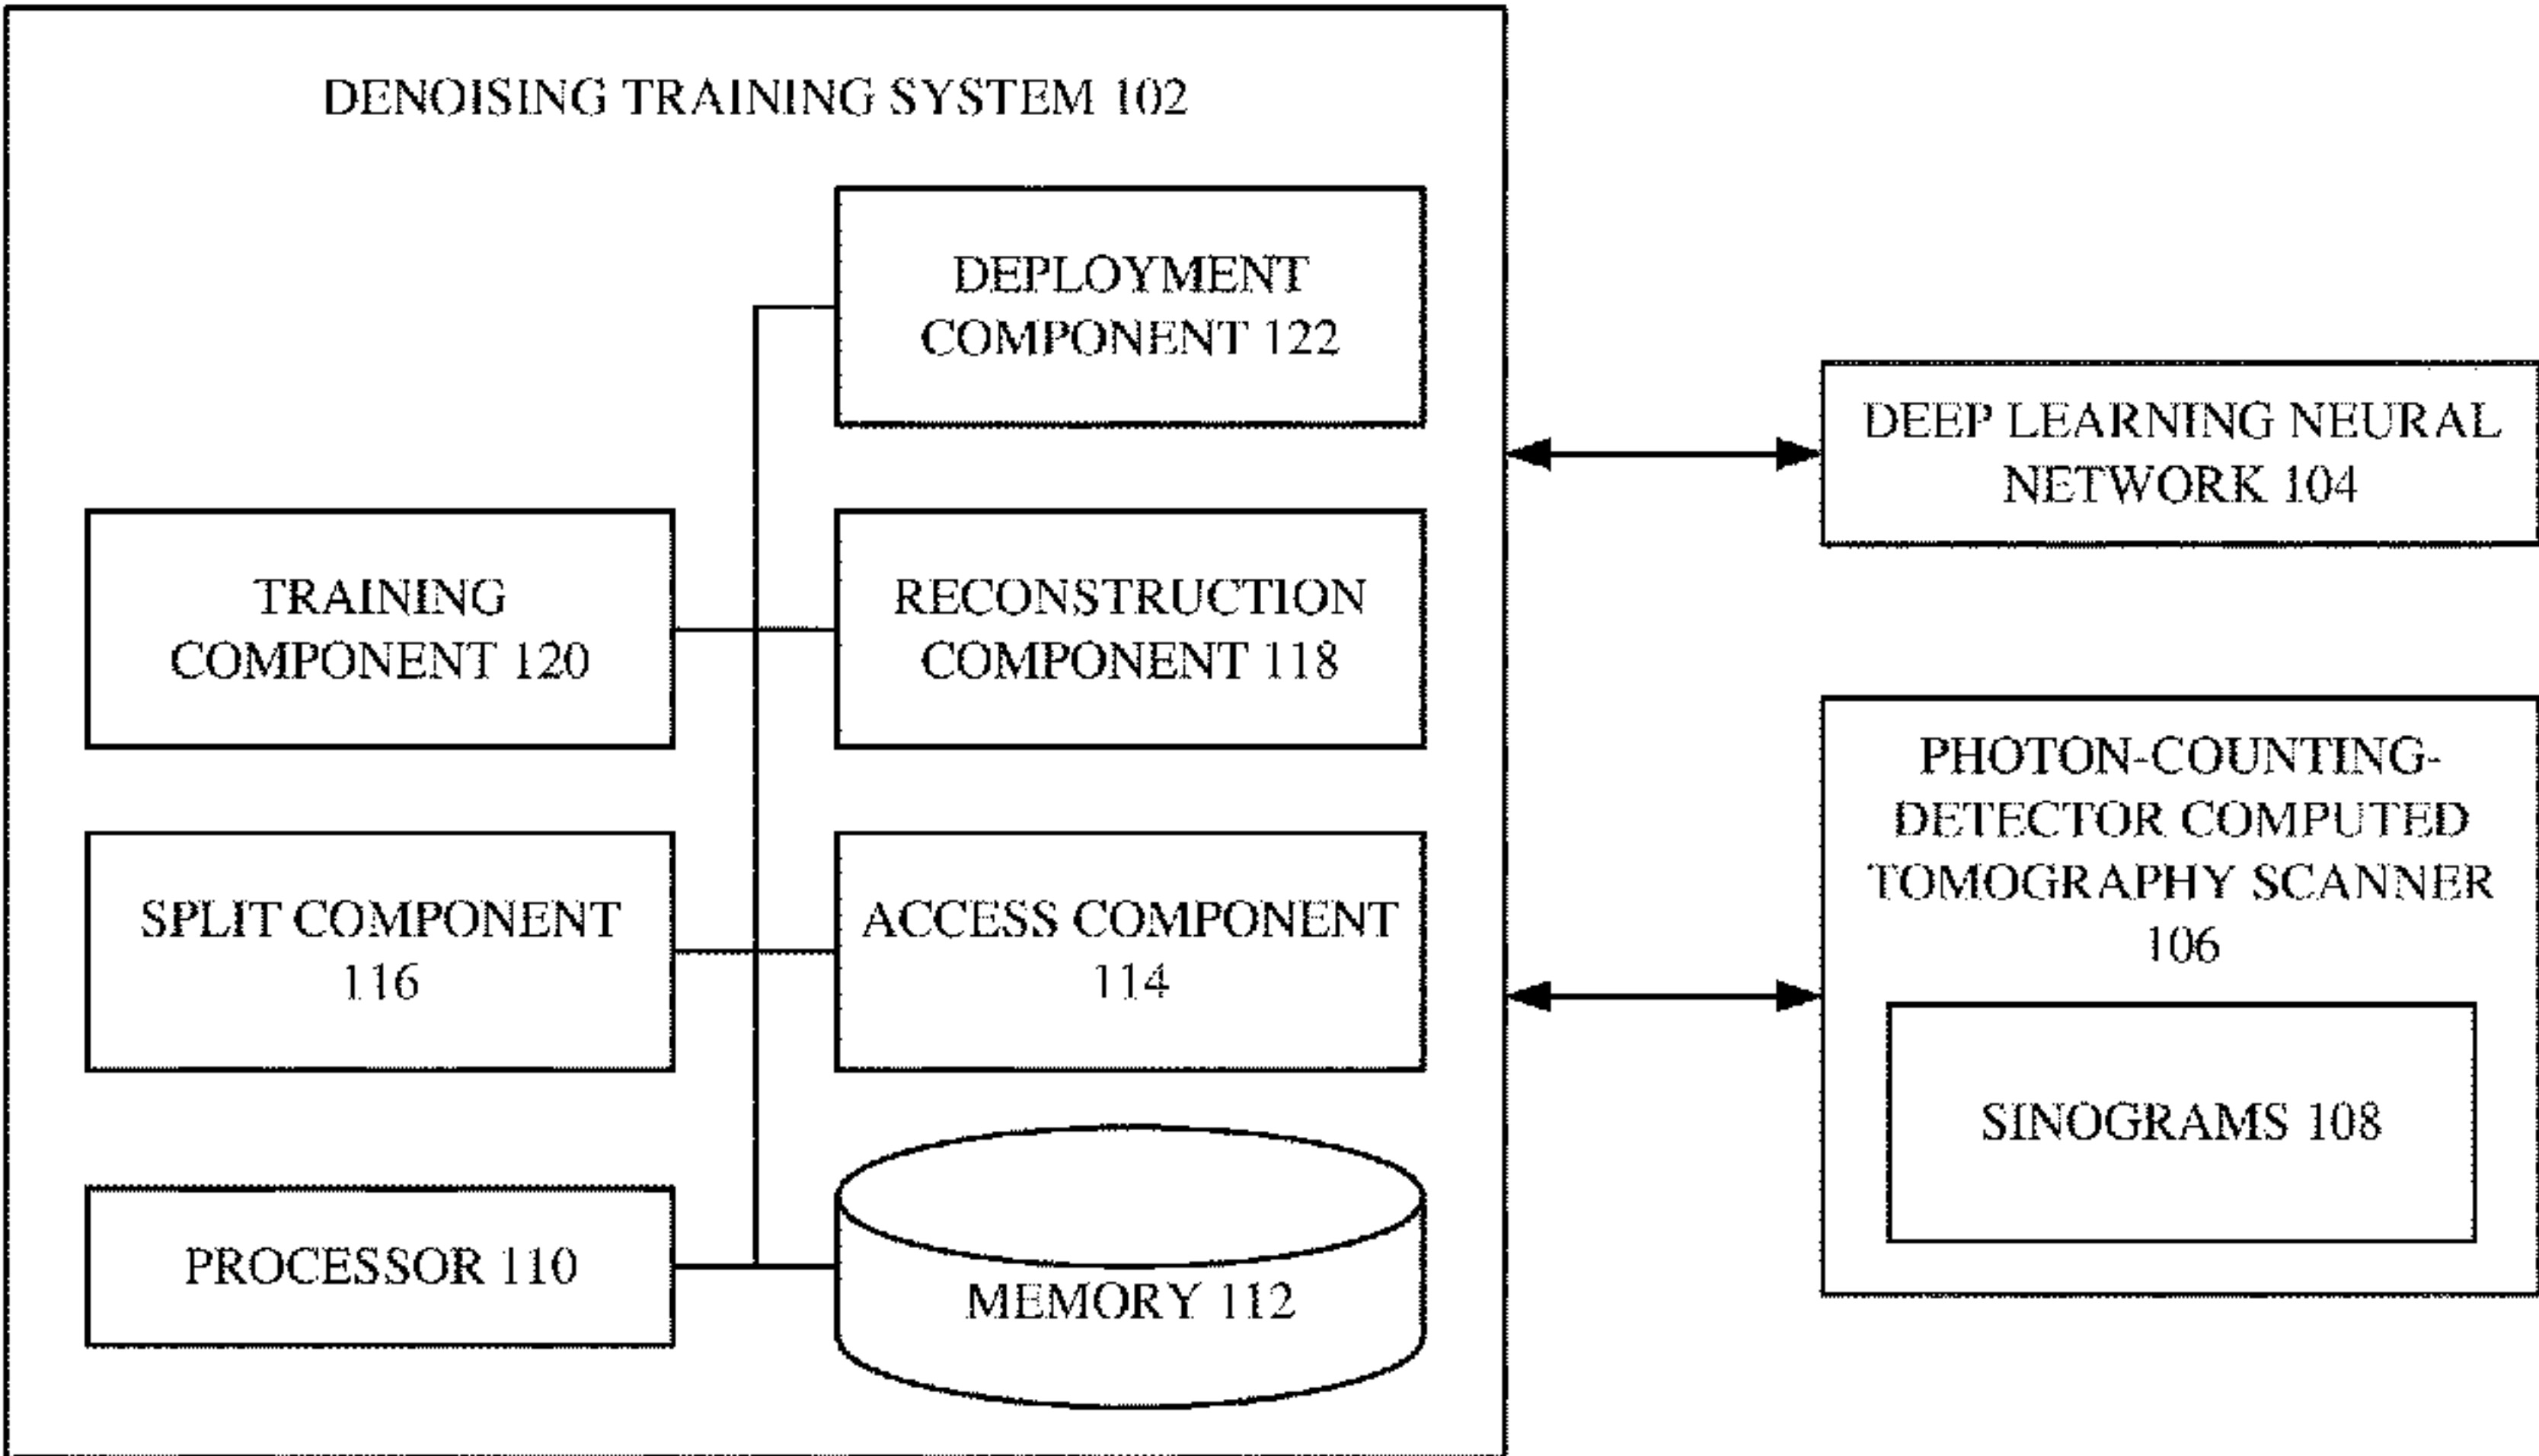 DENOISING TRAINING SYSTEM 102
DEPLOYMENT
COMPONENT 122
TRAINING
COMPONENT 120
RECONSTRUCTION
COMPONENT 118
SPLIT COMPONENT
116
ACCESS COMPONENT
114
PROCESSOR 110
MEMORY 112
DEEP LEARNING NEURAL
NETWORK 104
PHOTON-COUNTING-
DETECTOR COMPUTED
TOMOGRAPHY SCANNER
106
SINOGRAMS 108